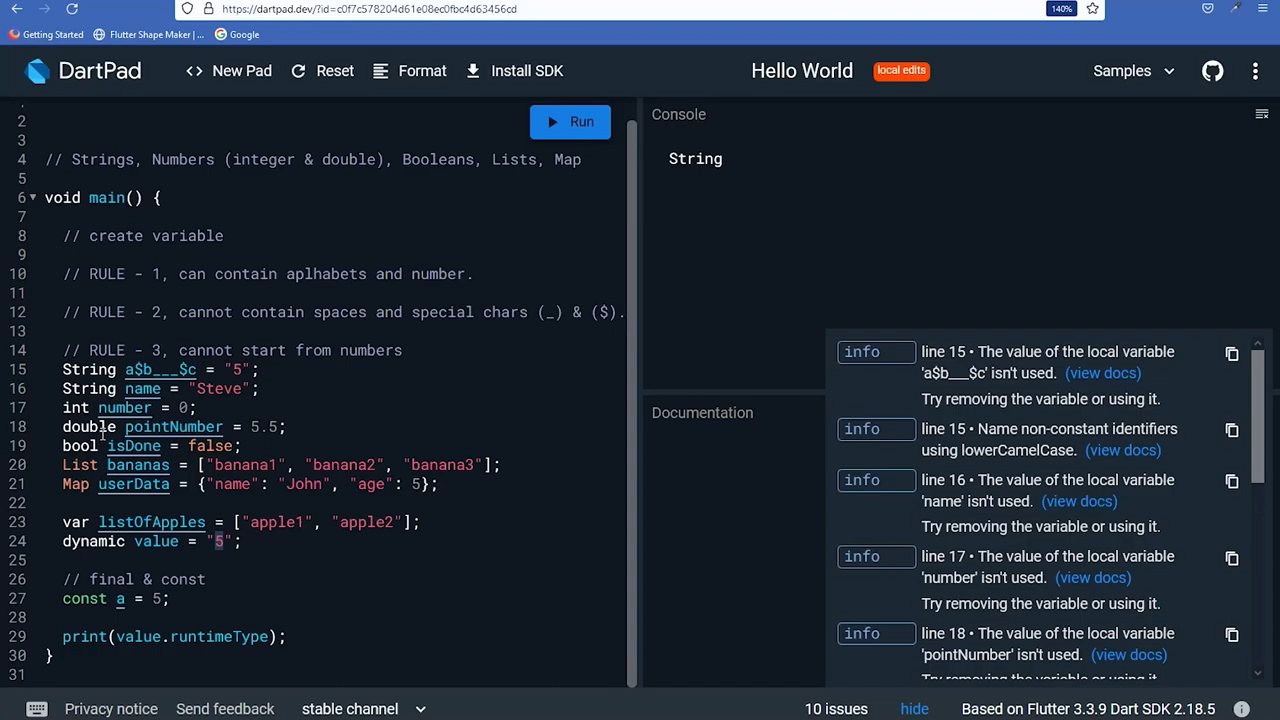 https://dartpad.dev/?id=c0f7c578204d61e08ec0fbc4d63456cd
140%
Getting Started
Flutter Shape Maker | ...
Google
DartPad
New Pad
Reset
Format
Install SDK
Hello World
local edits
Samples
Run
2
3
4 // Strings, Numbers (integer & double), Booleans, Lists, Map
5
6 void main() {
7
8 // create variable
9
10 // RULE - 1, can contain aplhabets and number.
11
12 // RULE - 2, cannot contain spaces and special chars (_) & ($).
13
14 // RULE - 3, cannot start from numbers
15 String a$b___$c = "5";
16 String name = "Steve";
17 int number = 0;
18 double pointNumber = 5.5;
19 bool isDone = false;
20 List bananas = ["banana1", "banana2", "banana3"];
21 Map userData = {"name": "John", "age": 5};
22
23 var listOfApples = ["apple1", "apple2"];
24 dynamic value = "5";
25
26 // final & const
27 const a = 5;
28
29 print(value.runtimeType);
30 }
31
Console
String
Documentation
info line 15 • The value of the local variable
'a$b___$c' isn't used. (view docs)
Try removing the variable or using it.
info line 15 • Name non-constant identifiers
using lowerCamelCase. (view docs)
info line 16 • The value of the local variable
'name' isn't used. (view docs)
Try removing the variable or using it.
info line 17 • The value of the local variable
'number' isn't used. (view docs)
Try removing the variable or using it.
info line 18 • The value of the local variable
'pointNumber' isn't used. (view docs)
Try removing the variable or using it.
Privacy notice
Send feedback
stable channel
10 issues
hide
Based on Flutter 3.3.9 Dart SDK 2.18.5